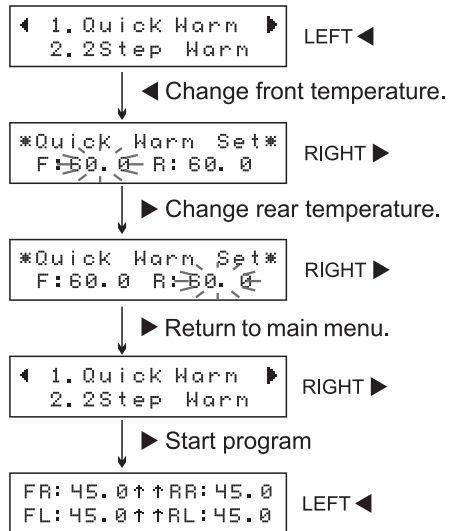 ◀ 1.Quick Warm ▶ LEFT ◀
2.2Step Warm
◀ Change front temperature.
*Quick Warm Set* RIGHT ▶
F:60.0 R:60.0
▶ Change rear temperature.
*Quick Warm Set* RIGHT ▶
F:60.0 R:60.0
▶ Return to main menu.
◀ 1.Quick Warm ▶ RIGHT ▶
2.2Step Warm
▶ Start program
FR:45.0↑↑RR:45.0 LEFT ◀
FL:45.0↑↑RL:45.0